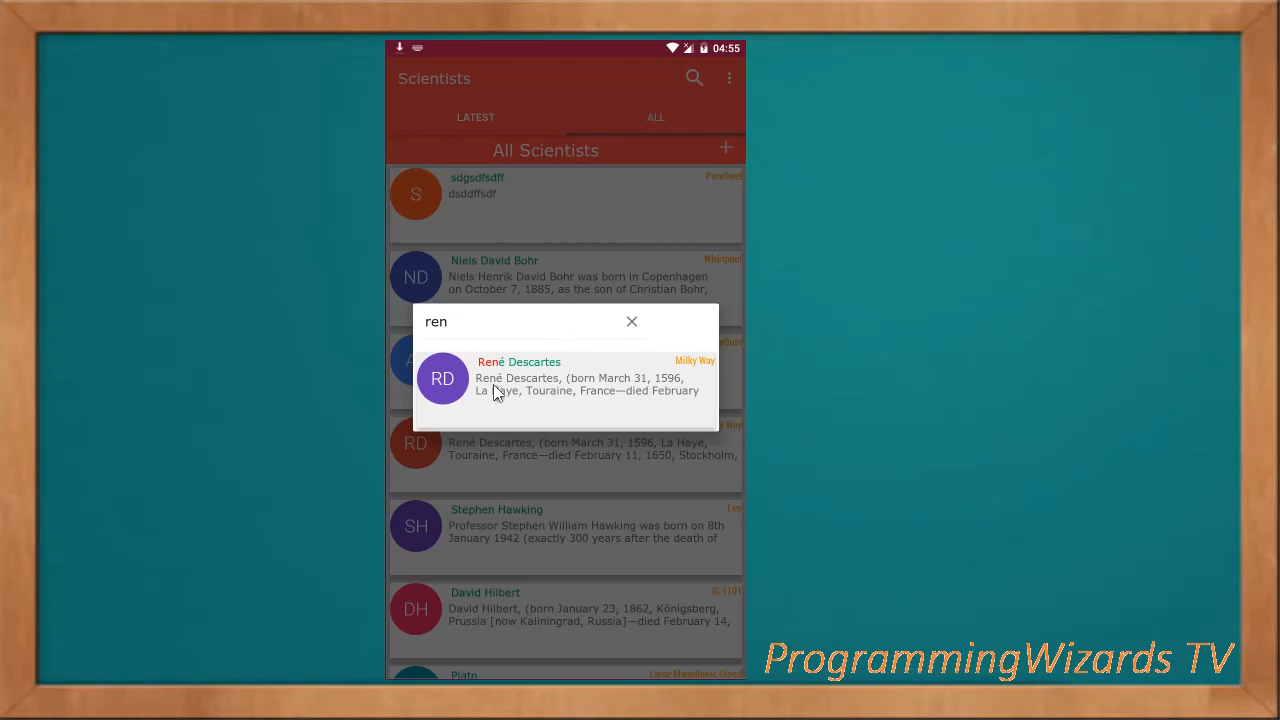 04:55
Scientists
LATEST
ALL
All Scientists
sdgsdfsdff
Pinwheel
dsddffsdf
ND
Niels David Bohr
Whirlpool
Niels Henrik David Bohr was born in Copenhagen
on October 7, 1885, as the son of Christian Bohr,
ren
RD
René Descartes
Milky Way
René Descartes, (born March 31, 1596,
La Haye, Touraine, France—died February
RD
Way
René Descartes, (born March 31, 1596, La Haye,
Touraine, France—died February 11, 1650, Stockholm,
SH
Stephen Hawking
Leo
Professor Stephen William Hawking was born on 8th
January 1942 (exactly 300 years after the death of
DH
David Hilbert
IC 1101
David Hilbert, (born January 23, 1862, Königsberg,
Prussia [now Kaliningrad, Russia]—died February 14,
Plato
Large Magellonic Cloud
S
ProgrammingWizards TV